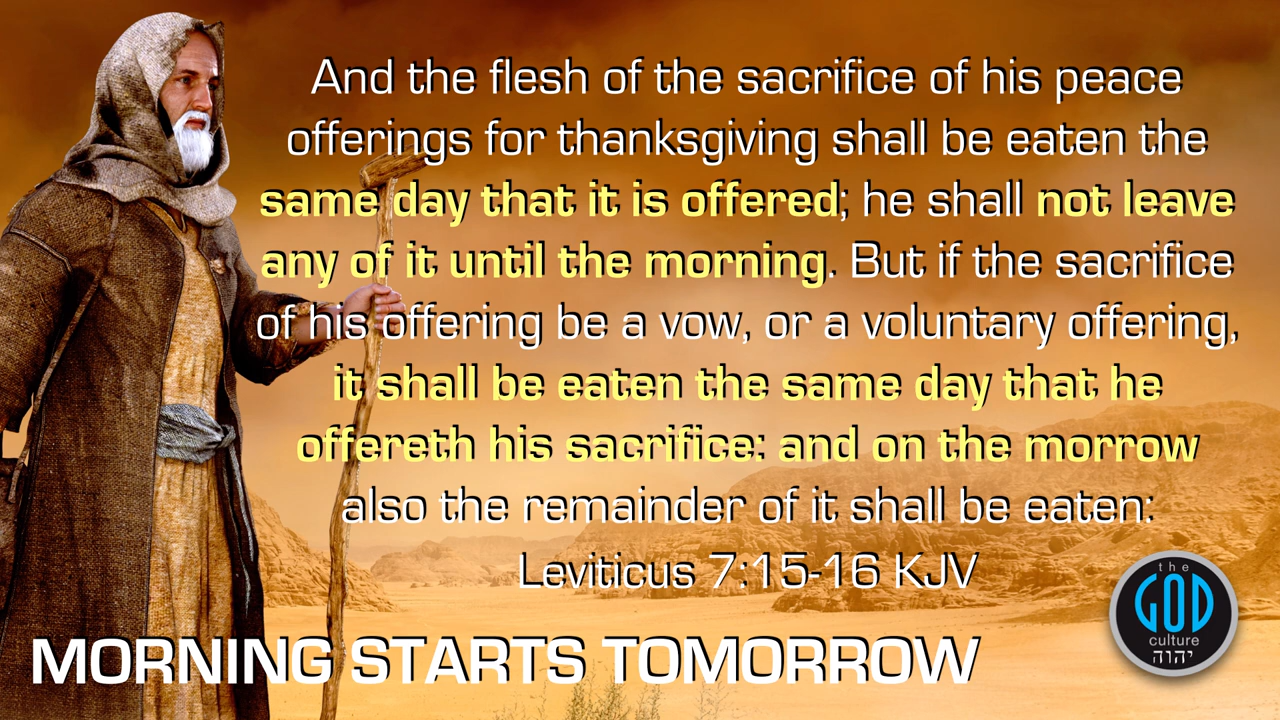 And the flesh of the sacrifice of his peace
offerings for thanksgiving shall be eaten the
same day that it is offered; he shall not leave
any of it until the morning. But if the sacrifice
of his offering be a vow, or a voluntary offering,
it shall be eaten the same day that he
offereth his sacrifice: and on the morrow
also the remainder of it shall be eaten:
Leviticus 7:15-16 KJV
MORNING STARTS TOMORROW
the
GOD
culture
יהוה